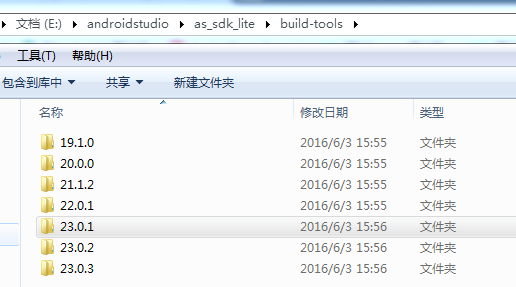 文档 (E:) androidstudio as_sdk_lite build-tools
工具(T) 帮助(H)
包含到库中 共享 新建文件夹
名称 修改日期 类型
19.1.0 2016/6/3 15:55 文件夹
20.0.0 2016/6/3 15:55 文件夹
21.1.2 2016/6/3 15:55 文件夹
22.0.1 2016/6/3 15:55 文件夹
23.0.1 2016/6/3 15:56 文件夹
23.0.2 2016/6/3 15:56 文件夹
23.0.3 2016/6/3 15:56 文件夹